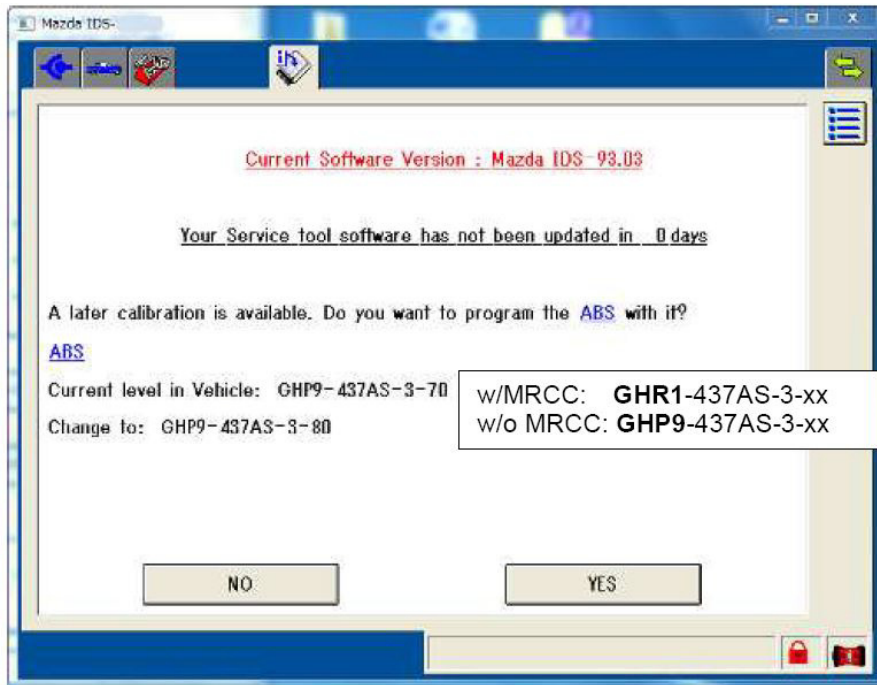 Mazda IDS-
Current Software Version : Mazda IDS-93.03
Your Service tool software has not been updated in 0 days
A later calibration is available. Do you want to program the ABS with it?
ABS
Current level in Vehicle: GHP9-437AS-3-70
Change to: GHP9-437AS-3-80
w/MRCC: GHR1-437AS-3-xx
w/o MRCC: GHP9-437AS-3-xx
NO
YES